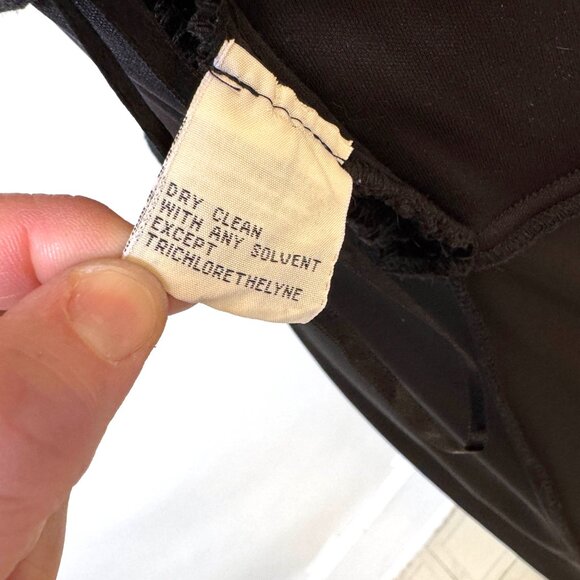 DRY CLEAN
WITH ANY SOLVENT
EXCEPT
TRICHLORETHELYNE